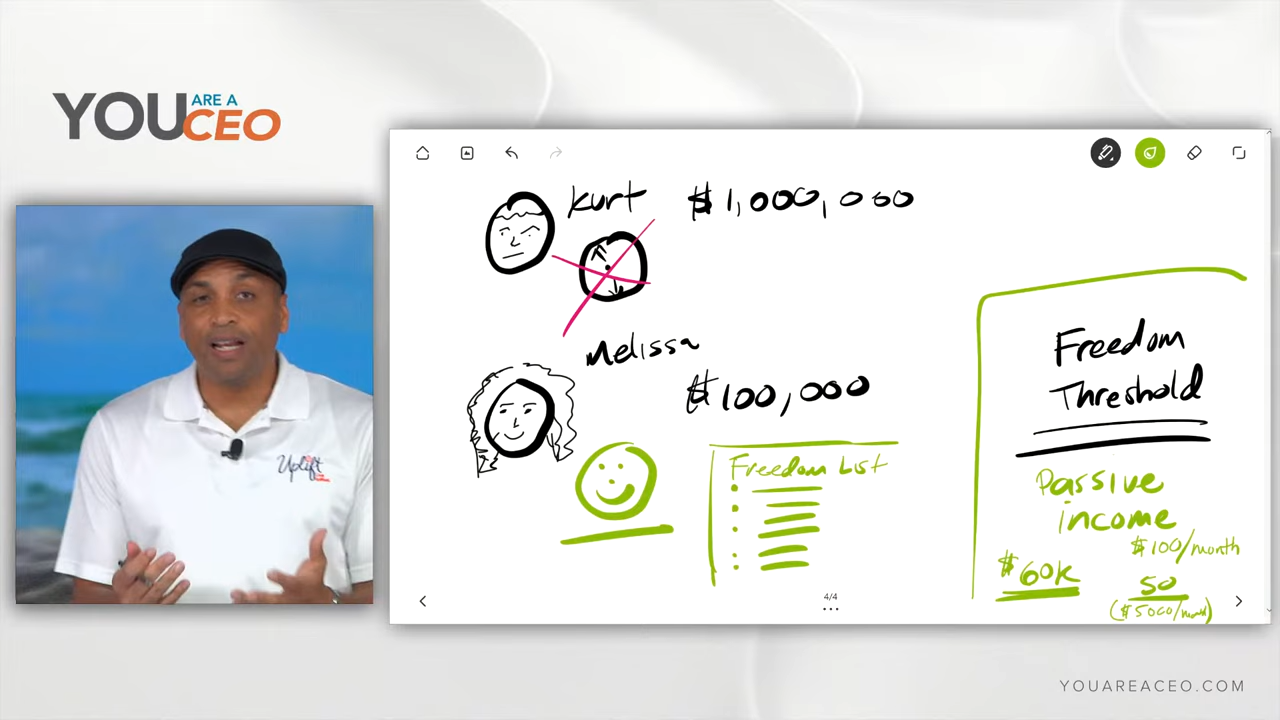 YOU ARE A CEO
Kurt $1,000,000
Melissa
$100,000
Freedom List
Freedom
Threshold
Passive
income
$100/month
$60K
50
($5000/month)
Uplift
4/4
YOUAREACEO.COM